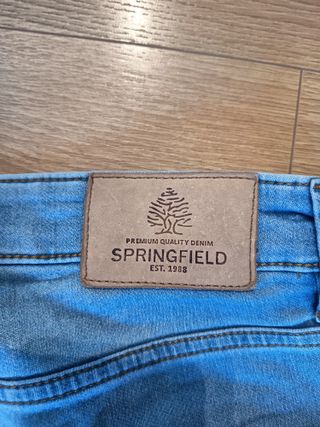 PREMIUM QUALITY DENIM
SPRINGFIELD
EST. 1988